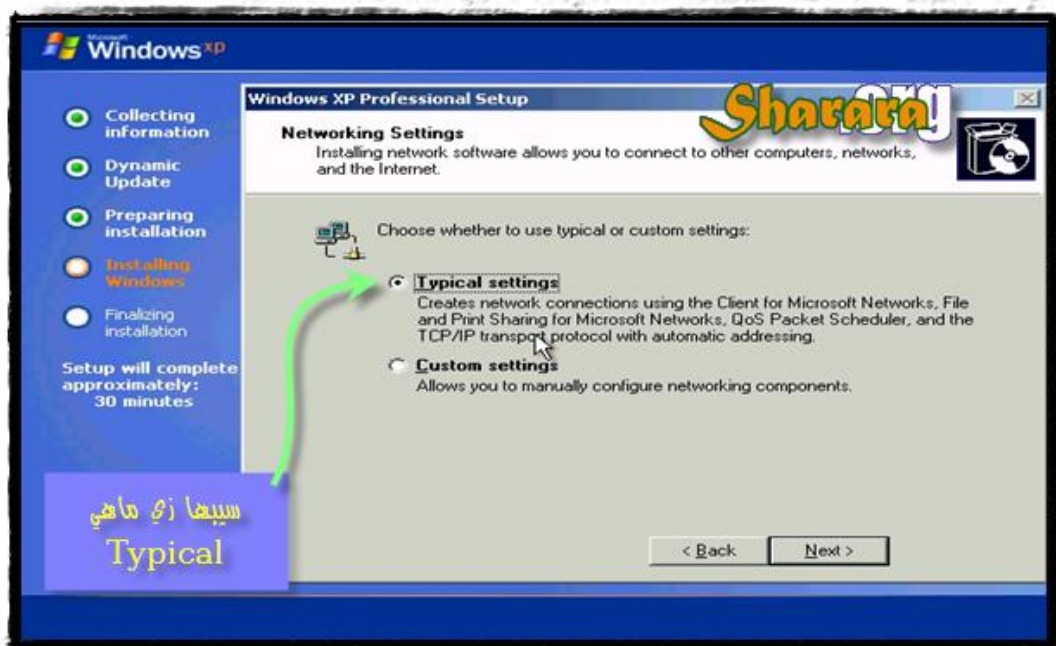 Microsoft
Windows xp
Collecting
information
Dynamic
Update
Preparing
installation
Installing
Windows
Finalizing
installation
Setup will complete
approximately:
30 minutes
Windows XP Professional Setup
Sharara.org
Networking Settings
Installing network software allows you to connect to other computers, networks,
and the Internet.
Choose whether to use typical or custom settings:
Typical settings
Creates network connections using the Client for Microsoft Networks, File
and Print Sharing for Microsoft Networks, QoS Packet Scheduler, and the
TCP/IP transport protocol with automatic addressing.
Custom settings
Allows you to manually configure networking components.
سيبها زي ماهي
Typical
< Back
Next >